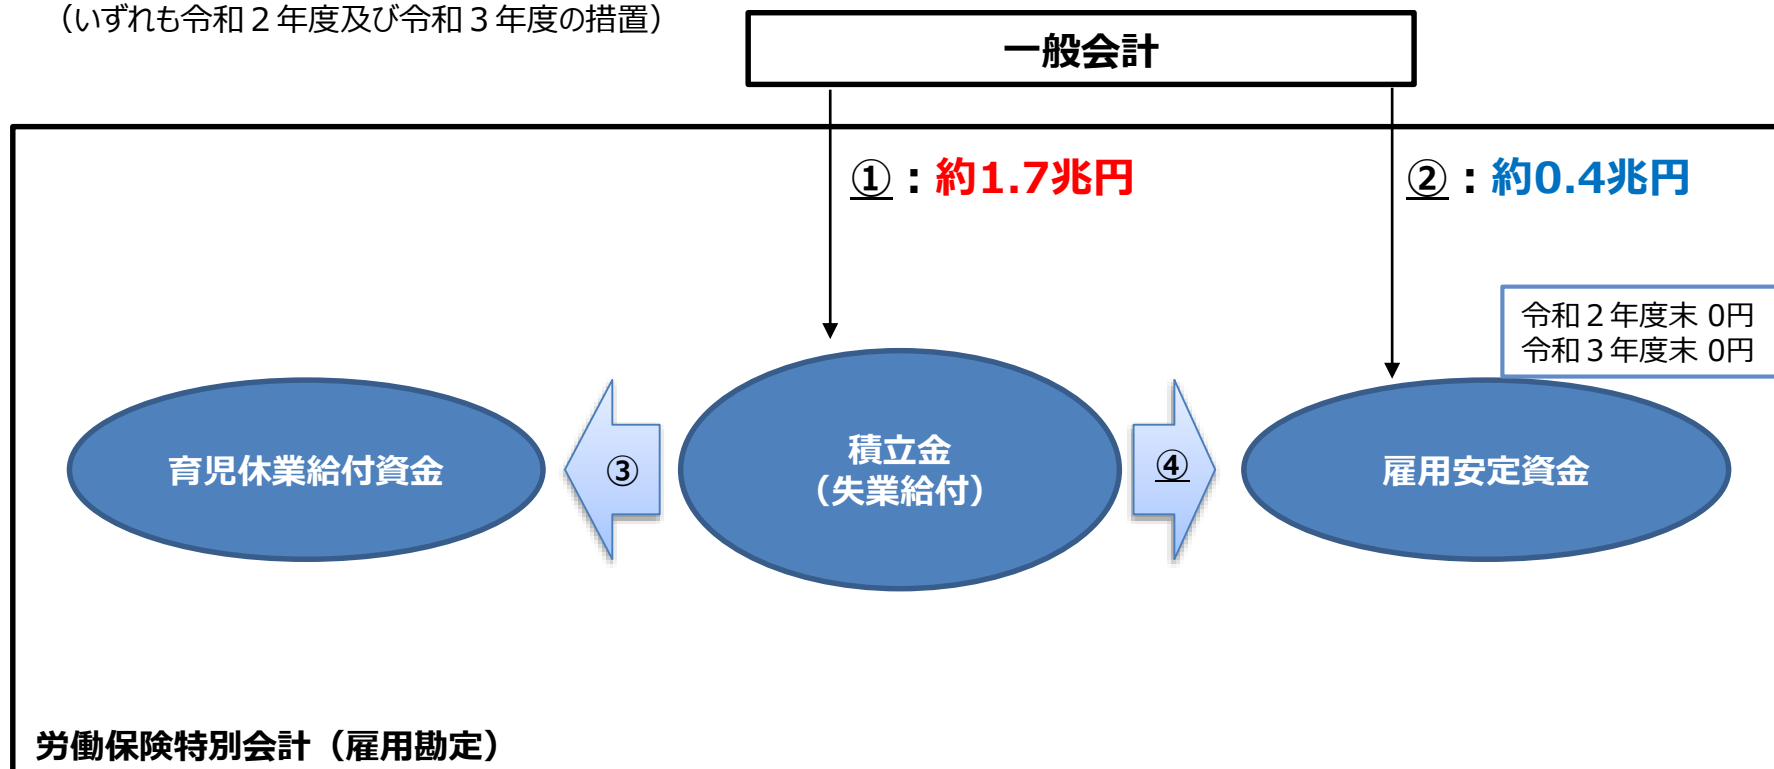 （いずれも令和２年度及び令和３年度の措置）
一般会計
①：約1.7兆円
②：約0.4兆円
令和２年度末 0円
令和３年度末 0円
育児休業給付資金
③
積立金
（失業給付）
④
雇用安定資金
労働保険特別会計（雇用勘定）